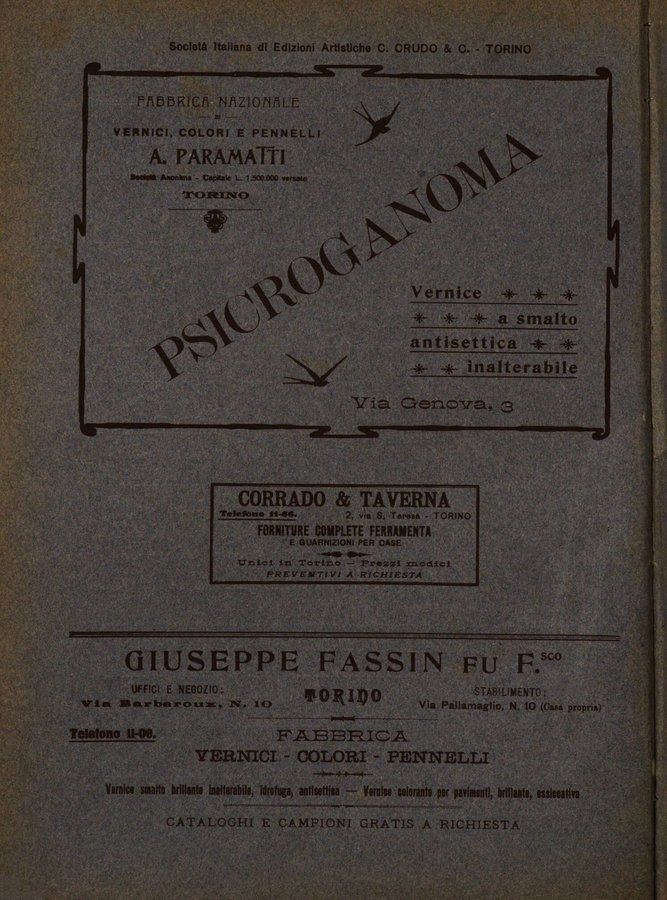 Società Italiana di Edizioni Artistiche C. CRUDO & C. - TORINO
FABBRICA NAZIONALE
DI
VERNICI, COLORI E PENNELLI
A. PARAMATTI
Società Anonima - Capitale L. 1.500.000 versato
TORINO
PSICROGANOMA
Vernice
a smalto
antisettica
inalterabile
Via Genova, 3
CORRADO & TAVERNA
Telefono 11-66. 2, via S. Teresa - TORINO
FORNITURE COMPLETE FERRAMENTA
E GUARNIZIONI PER CASE
Unici in Torino - Prezzi modici
PREVENTIVI A RICHIESTA
GIUSEPPE FASSIN FU F.SCO
UFFICI E NEGOZIO:
Via Barbaroux, N. 10
TORINO
STABILIMENTO:
Via Pallamaglio, N. 10 (Casa propria)
Telefono 11-09.
FABBRICA
VERNICI - COLORI - PENNELLI
Vernice smalto brillante inalterabile, idrofuga, antisettica — Vernice colorante per pavimenti, brillante, essiccativa
CATALOGHI E CAMPIONI GRATIS A RICHIESTA